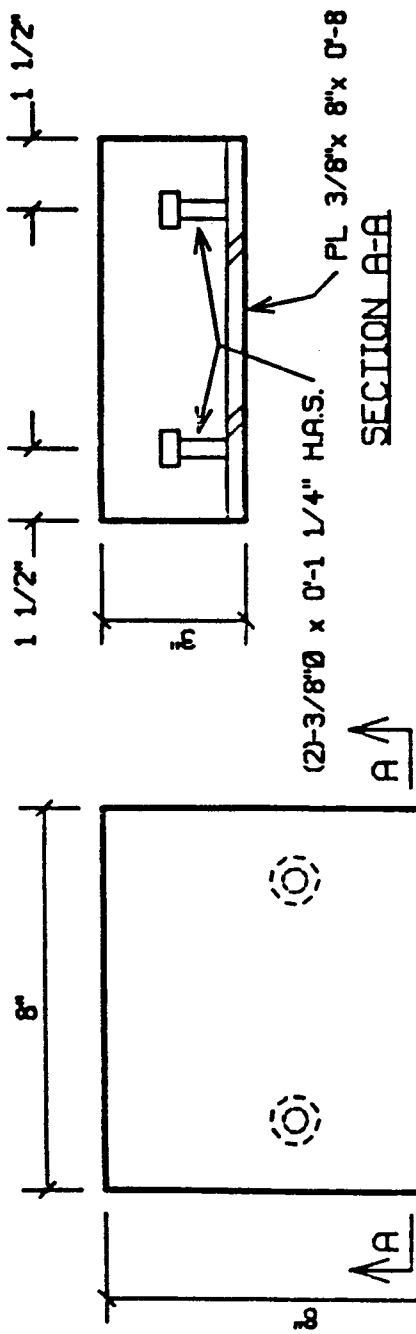 8"
8"
A
A
1 1/2"
1 1/2"
3"
(2)-3/8"Ø x 0'-1 1/4" H.A.S.
PL 3/8"x 8"x 0'-8
SECTION A-A